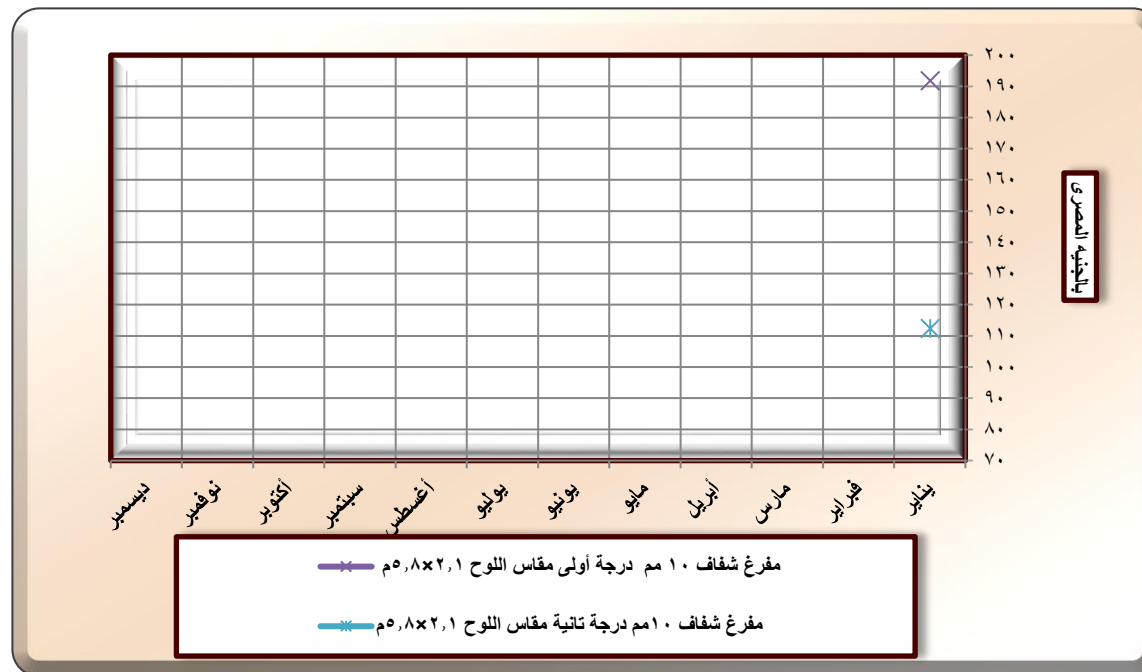 ٢٠٠
١٩٠
١٨٠
١٧٠
١٦٠
١٥٠
١٤٠
١٣٠
١٢٠
١١٠
١٠٠
٩٠
٨٠
٧٠
بالجنيه المصرى
يناير
فبراير
مارس
أبريل
مايو
يونيو
يوليو
أغسطس
سبتمبر
أكتوبر
نوفمبر
ديسمبر
مفرغ شفاف ١٠ مم درجة أولى مقاس اللوح ٢,١×٥,٨م
مفرغ شفاف ١٠مم درجة تانية مقاس اللوح ٢,١×٥,٨م